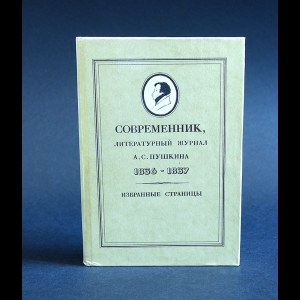 СОВРЕМЕННИК,
ЛИТЕРАТУРНЫЙ ЖУРНАЛ
А. С. ПУШКИНА
1836-1837
ИЗБРАННЫЕ СТРАНИЦЫ